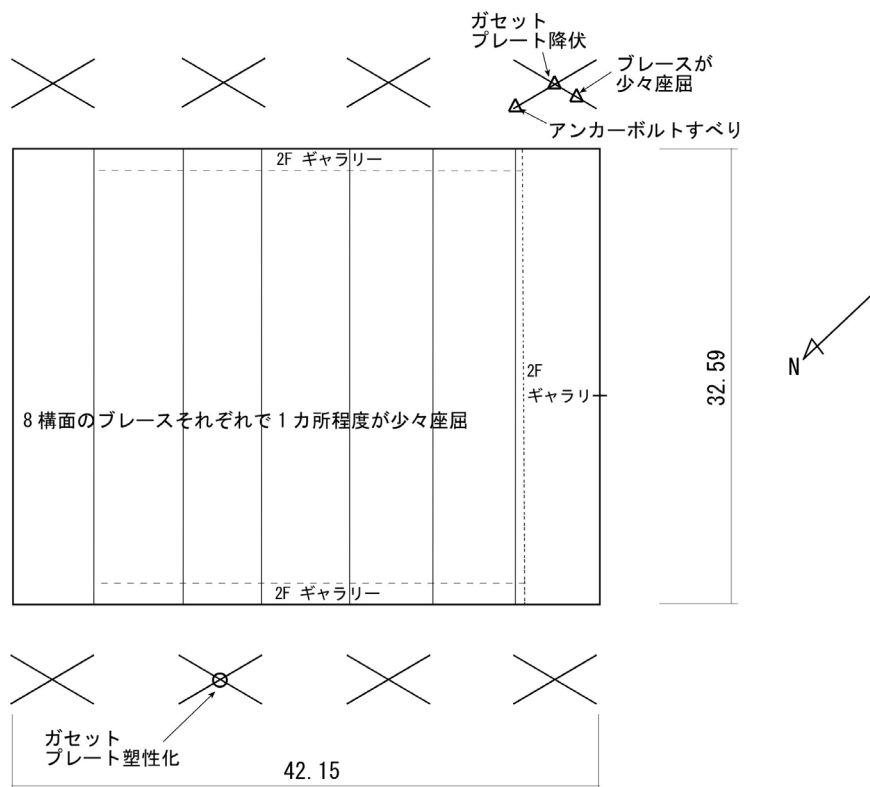 ガセット
プレート降伏
ブレースが
少々座屈
アンカーボルトすべり
2F ギャラリー
2F
ギャラリー
32.59
N
8構面のブレースそれぞれで1カ所程度が少々座屈
2F ギャラリー
ガセット
プレート塑性化
42.15